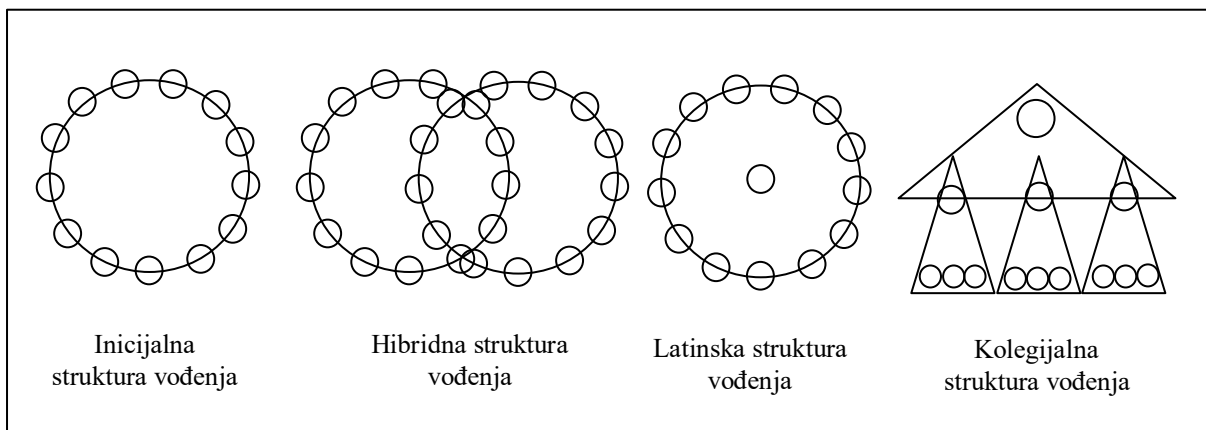 Inicijalna
struktura vođenja
Hibridna struktura
vođenja
Latinska struktura
vođenja
Kolegijalna
struktura vođenja